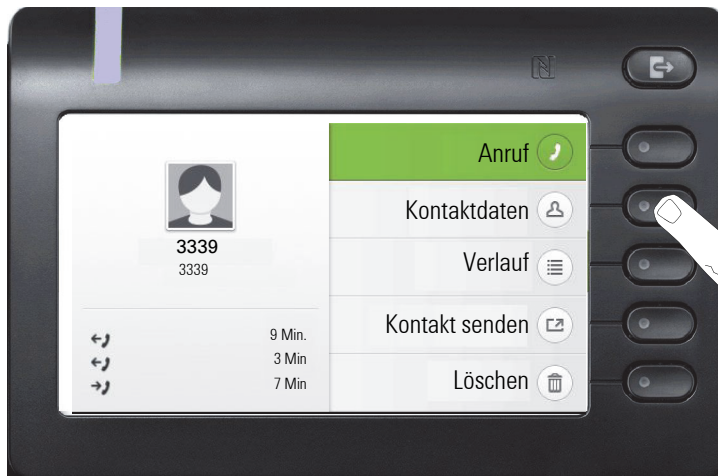 3339
3339
9 Min.
3 Min
7 Min
Anruf
Kontaktdaten
Verlauf
Kontakt senden
Löschen